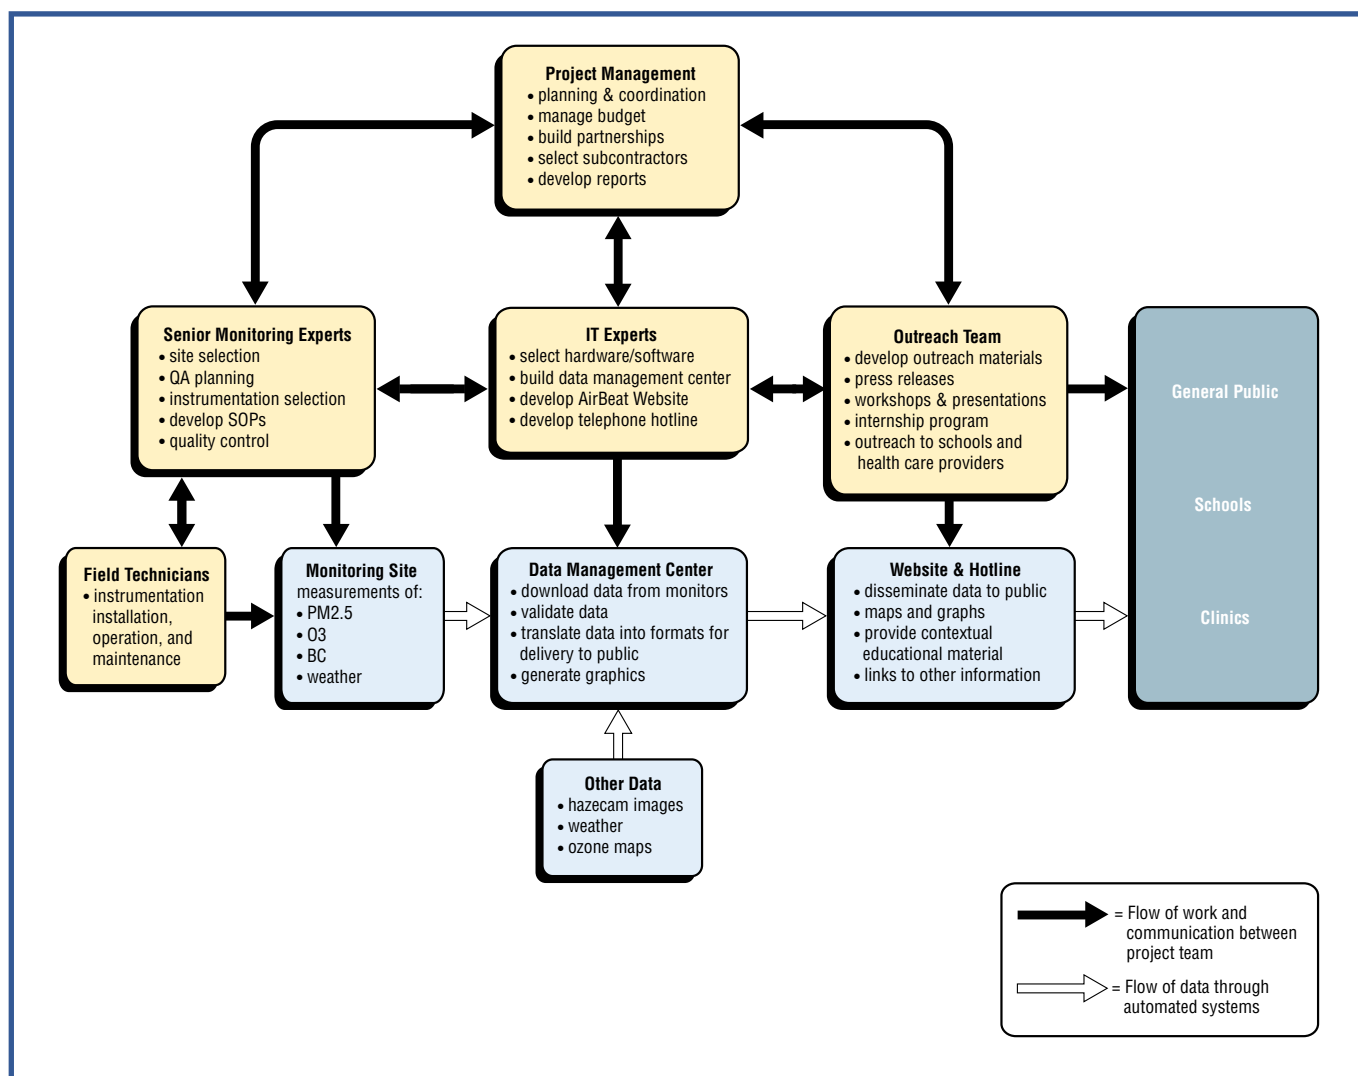 Project Management
• planning & coordination
• manage budget
• build partnerships
• select subcontractors
• develop reports
Senior Monitoring Experts
• site selection
• QA planning
• instrumentation selection
• develop SOPs
• quality control
IT Experts
• select hardware/software
• build data management center
• develop AirBeat Website
• develop telephone hotline
Outreach Team
• develop outreach materials
• press releases
• workshops & presentations
• internship program
• outreach to schools and
health care providers
General Public
Schools
Clinics
Field Technicians
• instrumentation
installation,
operation, and
maintenance
Monitoring Site
measurements of:
• PM2.5
• O3
• BC
• weather
Data Management Center
• download data from monitors
• validate data
• translate data into formats for
delivery to public
• generate graphics
Website & Hotline
• disseminate data to public
• maps and graphs
• provide contextual
educational material
• links to other information
Other Data
• hazecam images
• weather
• ozone maps
= Flow of work and
communication between
project team
= Flow of data through
automated systems